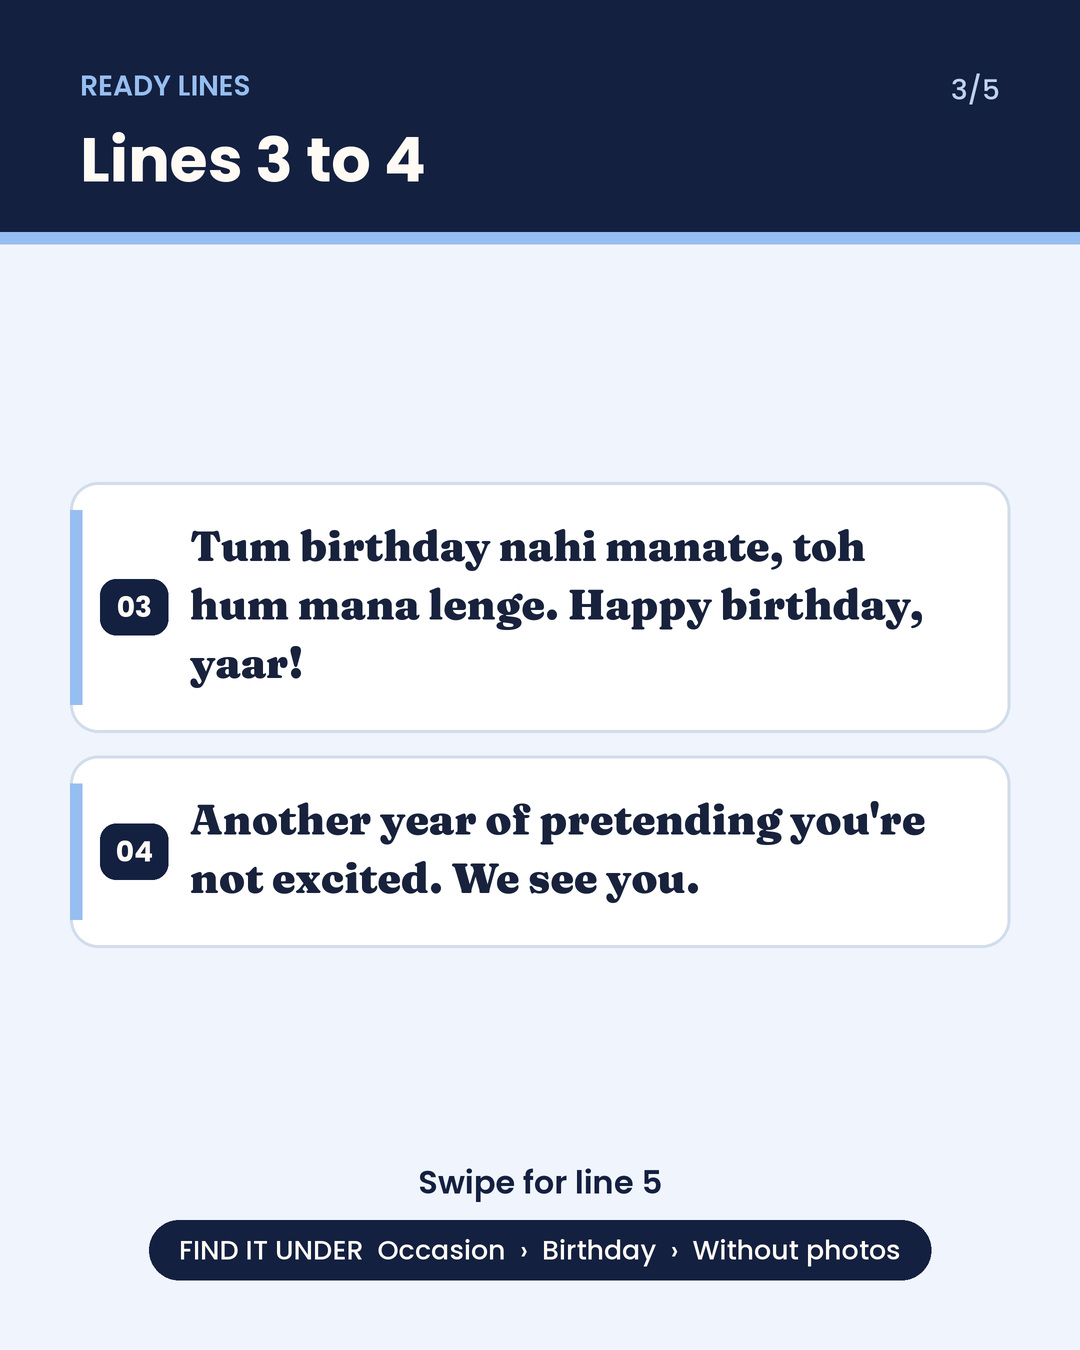 READY LINES
3/5
Lines 3 to 4
03
Tum birthday nahi manate, toh
hum mana lenge. Happy birthday,
yaar!
04
Another year of pretending you're
not excited. We see you.
Swipe for line 5
FIND IT UNDER Occasion › Birthday › Without photos